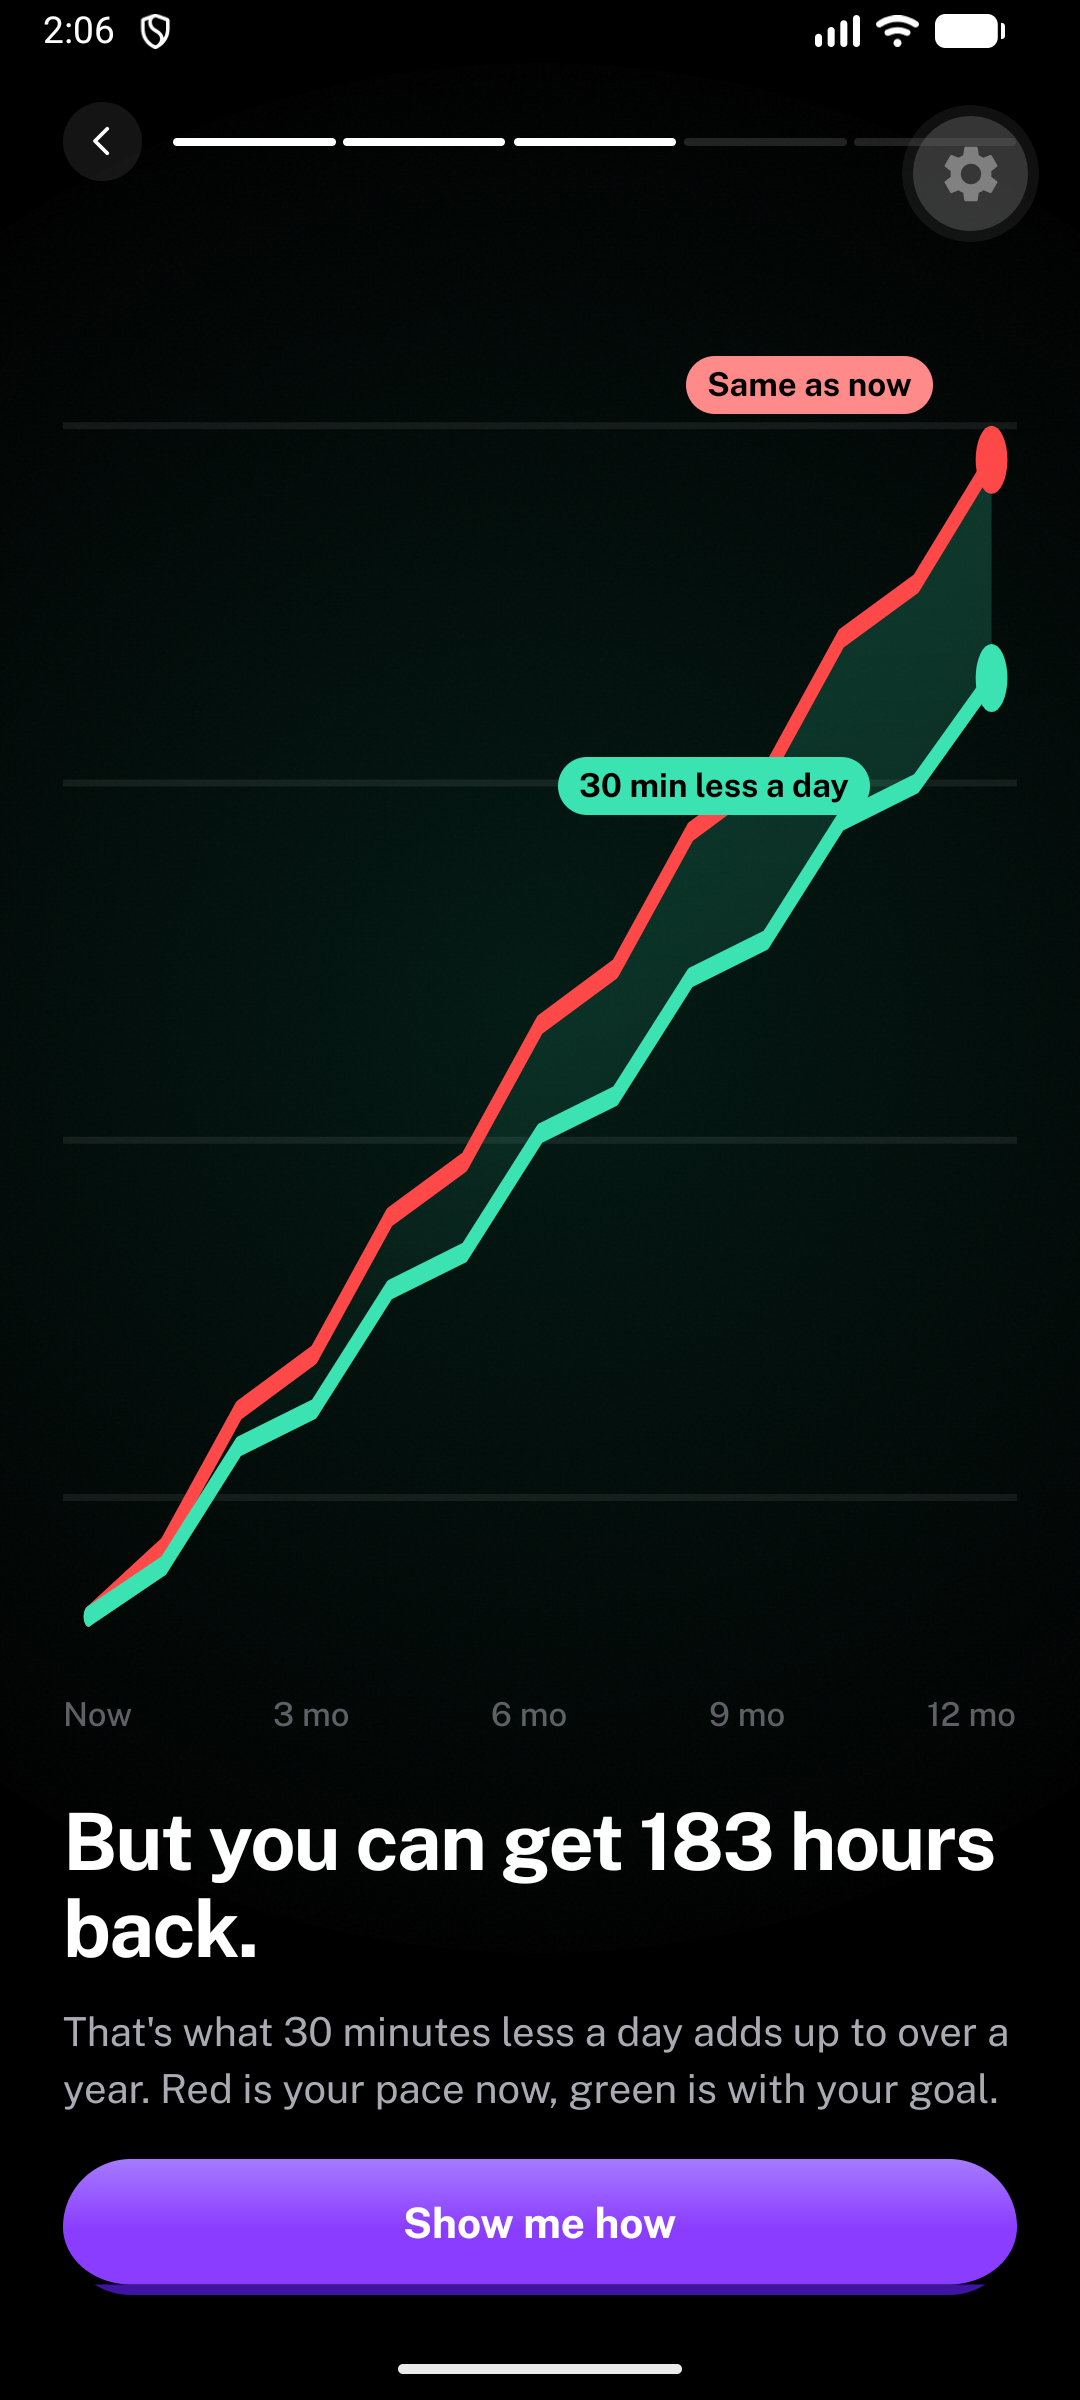 2:06
Same as now
30 min less a day
Now 3 mo 6 mo 9 mo 12 mo
But you can get 183 hours
back.
That's what 30 minutes less a day adds up to over a
year. Red is your pace now, green is with your goal.
Show me how